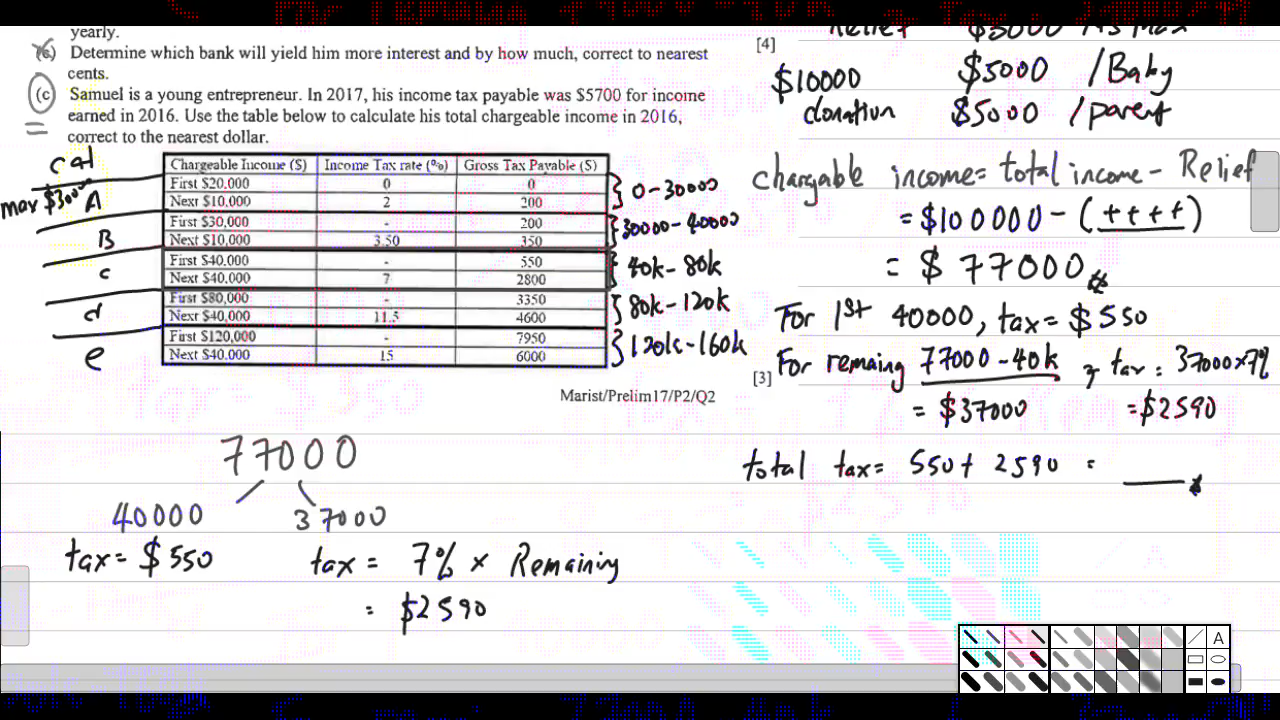 yearly.
Determine which bank will yield him more interest and by how much, correct to nearest
cents.
(c) Samuel is a young entrepreneur. In 2017, his income tax payable was $5700 for income
earned in 2016. Use the table below to calculate his total chargeable income in 2016,
correct to the nearest dollar.
[4]
Relief $3000
$10000 $5000 /Baby
donation $5000 /parent
cal
max $3000 A
B
c
d
e
Chargeable Income ($) Income Tax rate (%) Gross Tax Payable ($)
First $20,000 0 0
Next $10,000 2 200
First $30,000 - 200
Next $10,000 3.50 350
First $40,000 - 550
Next $40,000 7 2800
First $80,000 - 3350
Next $40,000 11.5 4600
First $120,000 - 7950
Next $40,000 15 6000
0-30000
30000-40000
40k-80k
80k-120k
120k-160k
[3]
Marist/Prelim17/P2/Q2
chargable income = total income - Relief
= $100000 - (++++)
= $77000
For 1st 40000, tax = $550
For remaing 77000 - 40k, tax = 37000 x 7%
= $37000 = $2590
total tax = 550 + 2590 =
77000
40000 37000
tax = $550 tax = 7% × Remaining
= $2590
A